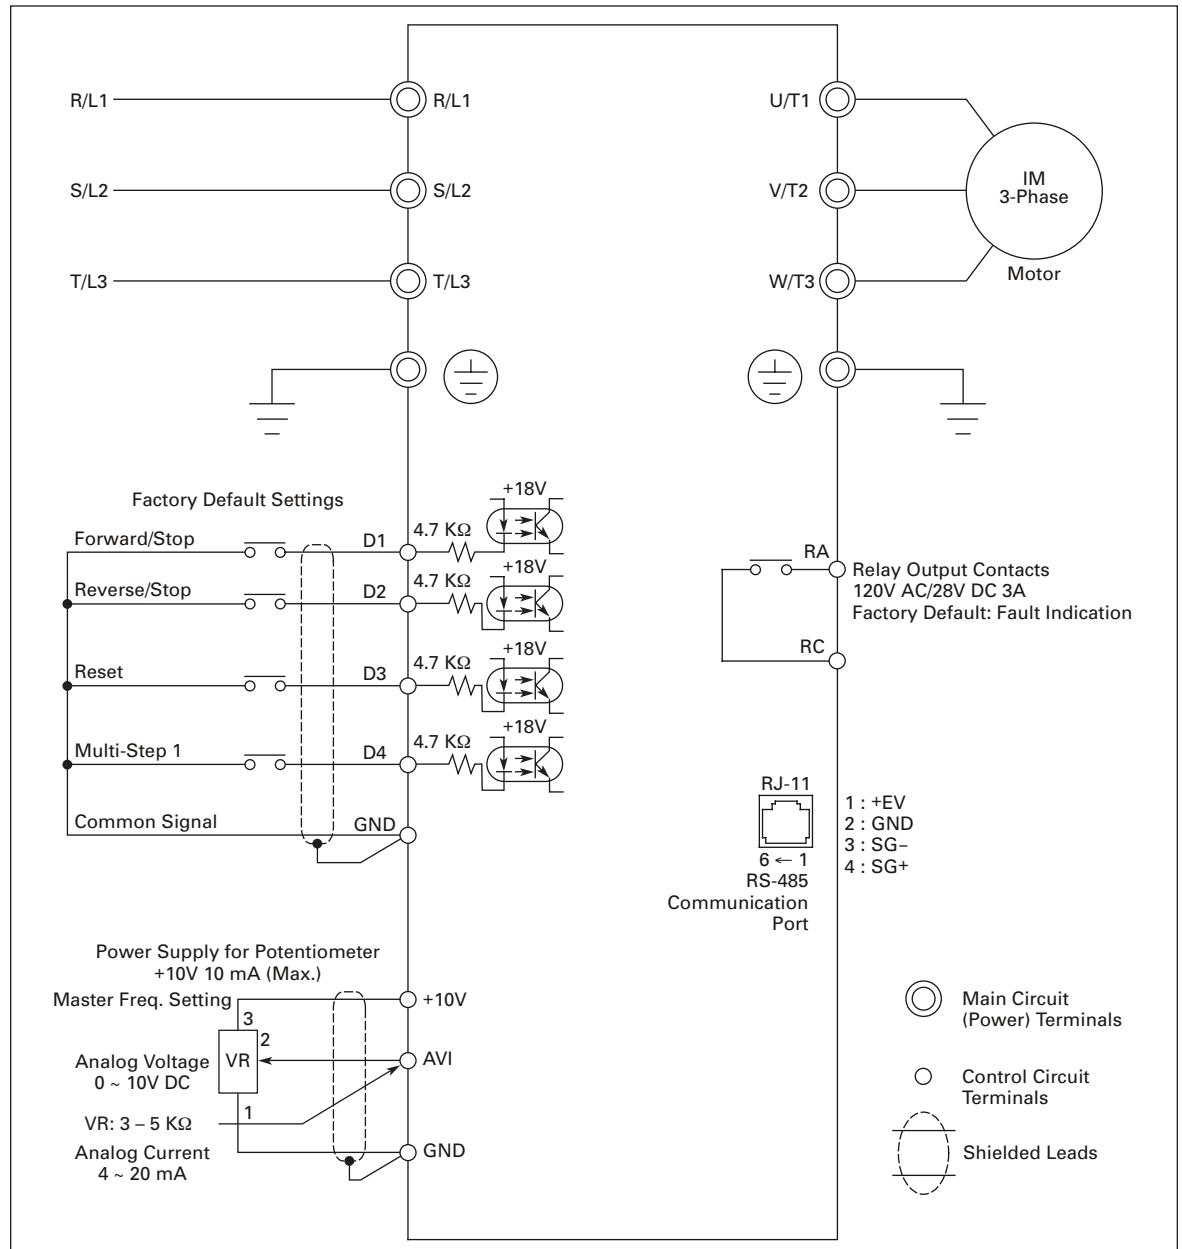 R/L1
R/L1
U/T1
S/L2
S/L2
V/T2
IM
3-Phase
T/L3
T/L3
W/T3
Motor
Factory Default Settings
+18V
Forward/Stop
D1
4.7 KΩ
+18V
Reverse/Stop
D2
4.7 KΩ
+18V
Reset
D3
4.7 KΩ
+18V
Multi-Step 1
D4
4.7 KΩ
Common Signal
GND
RA
Relay Output Contacts
120V AC/28V DC 3A
Factory Default: Fault Indication
RC
RJ-11
6 ← 1
RS-485
Communication
Port
1 : +EV
2 : GND
3 : SG–
4 : SG+
Power Supply for Potentiometer
+10V 10 mA (Max.)
Master Freq. Setting
+10V
3
2
VR
Analog Voltage
0 ~ 10V DC
AVI
1
VR: 3 – 5 KΩ
Analog Current
4 ~ 20 mA
GND
Main Circuit
(Power) Terminals
Control Circuit
Terminals
Shielded Leads